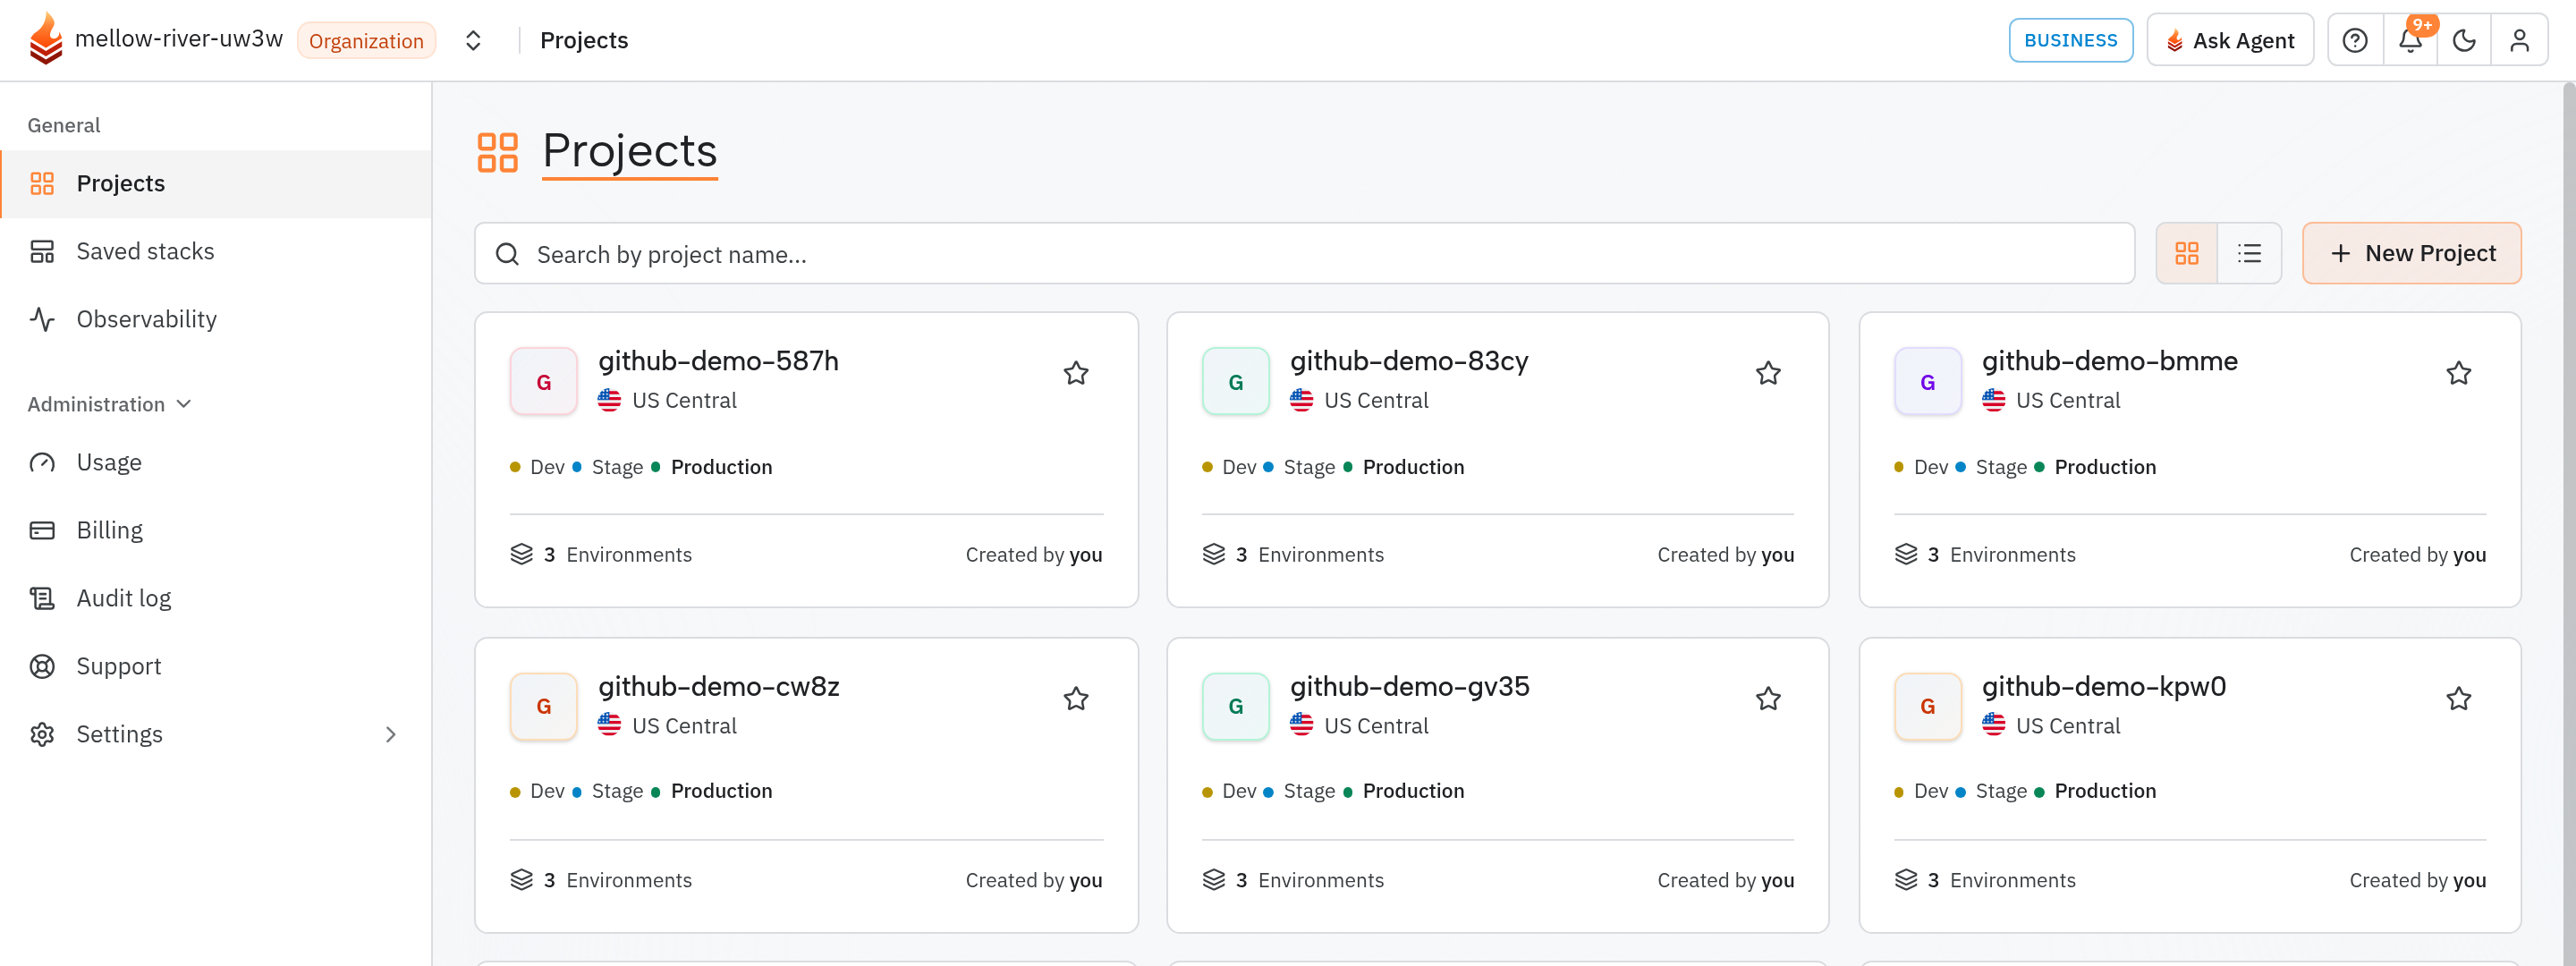 mellow-river-uw3w Organization Projects BUSINESS Ask Agent 9+
General
Projects
Saved stacks
Observability
Administration
Usage
Billing
Audit log
Support
Settings
Projects
Search by project name...
New Project
G github-demo-587h
US Central
Dev Stage Production
3 Environments Created by you
G github-demo-83cy
US Central
Dev Stage Production
3 Environments Created by you
G github-demo-bmme
US Central
Dev Stage Production
3 Environments Created by you
G github-demo-cw8z
US Central
Dev Stage Production
3 Environments Created by you
G github-demo-gv35
US Central
Dev Stage Production
3 Environments Created by you
G github-demo-kpw0
US Central
Dev Stage Production
3 Environments Created by you